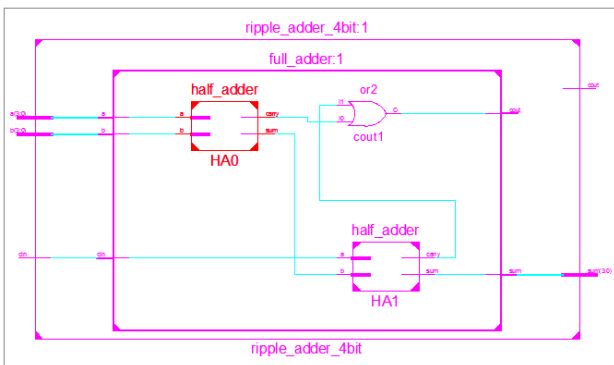 ripple_adder_4bit:1
full_adder:1
half_adder
or2
cout
a(3:0) a a carry I1 O cout
b(3:0) b b sum I0
HA0
cout1
half_adder
cin cin a carry
b sum sum sum(3:0)
HA1
ripple_adder_4bit